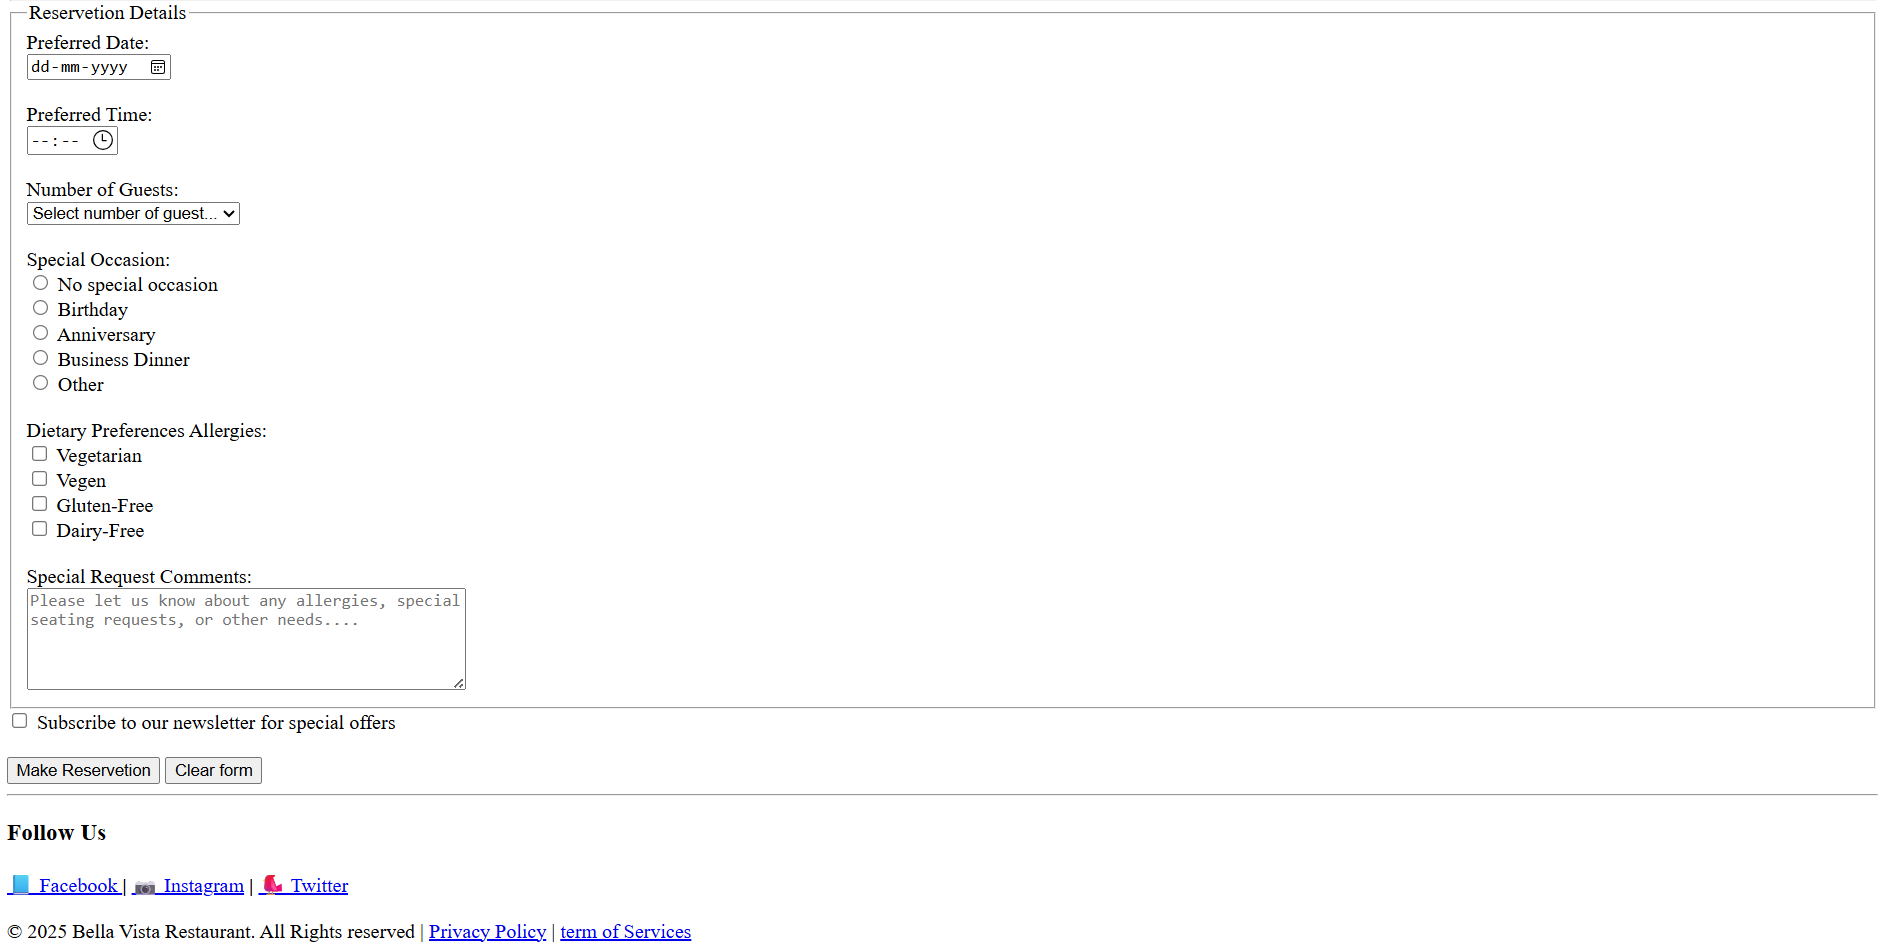 Reservetion Details
Preferred Date:
dd-mm-yyyy
Preferred Time:
--:--
Number of Guests:
Select number of guest...
Special Occasion:
No special occasion
Birthday
Anniversary
Business Dinner
Other
Dietary Preferences Allergies:
Vegetarian
Vegen
Gluten-Free
Dairy-Free
Special Request Comments:
Please let us know about any allergies, special
seating requests, or other needs....
Subscribe to our newsletter for special offers
Make Reservetion Clear form
Follow Us
Facebook | Instagram | Twitter
© 2025 Bella Vista Restaurant. All Rights reserved | Privacy Policy | term of Services